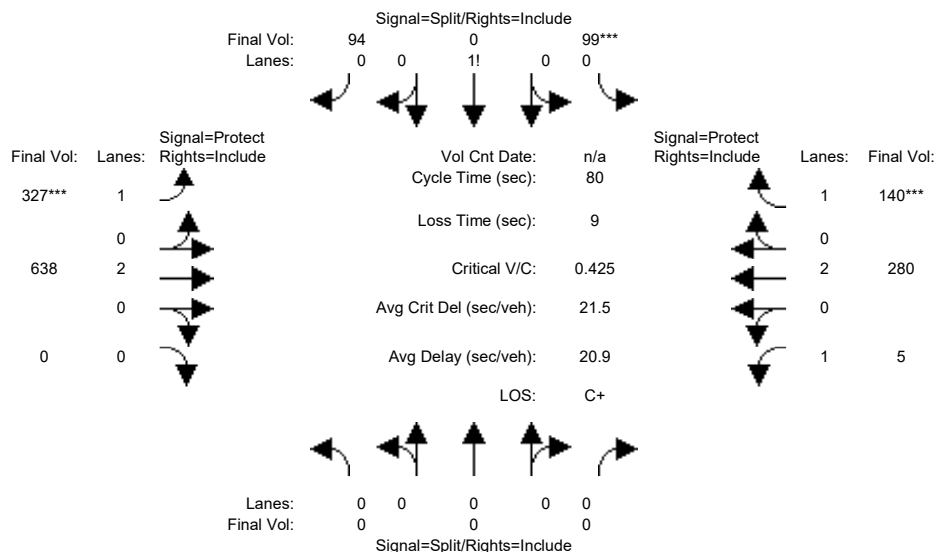 Signal=Split/Rights=Include
Final Vol: 94 0 99***
Lanes: 0 0 1! 0 0
Signal=Protect
Final Vol: Lanes: Rights=Include
Vol Cnt Date: n/a
Signal=Protect
Rights=Include Lanes: Final Vol:
Cycle Time (sec): 80
327*** 1
1 140***
Loss Time (sec): 9
0
0
638 2
Critical V/C: 0.425
2 280
0
Avg Crit Del (sec/veh): 21.5
0
0 0
Avg Delay (sec/veh): 20.9
1 5
LOS: C+
Lanes: 0 0 0 0 0
Final Vol: 0 0 0
Signal=Split/Rights=Include